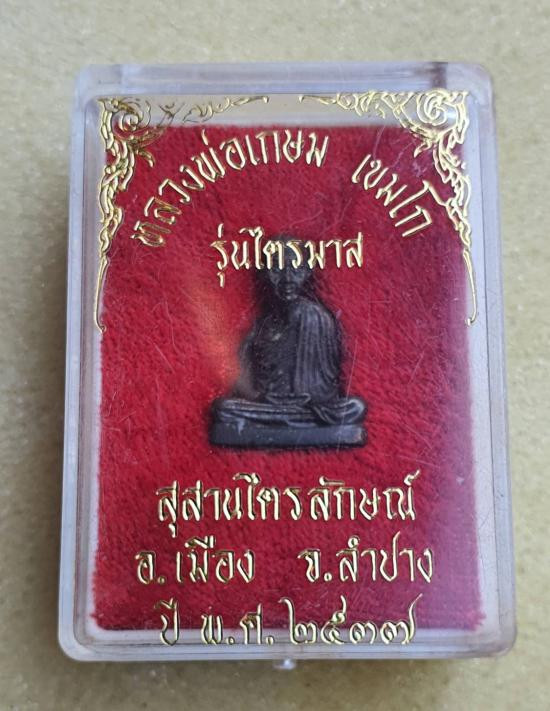 หลวงพ่อเกษม เขมโก
รุ่นไตรมาส
สุสานไตรลักษณ์
อ.เมือง จ.ลำปาง
ปี พ.ศ.๒๕๓๗